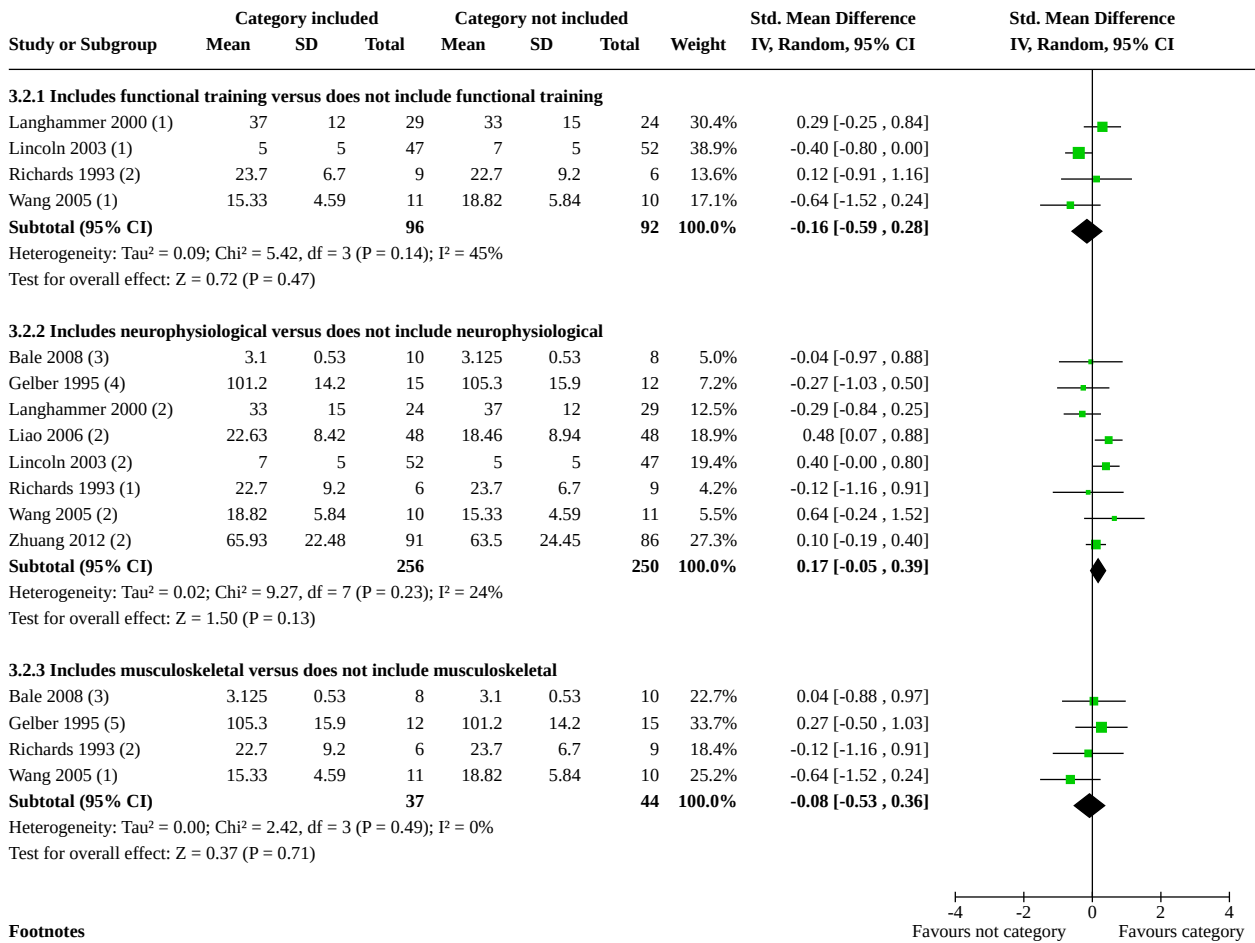 Category included Category not included Std. Mean Difference Std. Mean Difference
Study or Subgroup Mean SD Total Mean SD Total Weight IV, Random, 95% CI IV, Random, 95% CI
3.2.1 Includes functional training versus does not include functional training
Langhammer 2000 (1) 37 12 29 33 15 24 30.4% 0.29 [-0.25 , 0.84]
Lincoln 2003 (1) 5 5 47 7 5 52 38.9% -0.40 [-0.80 , 0.00]
Richards 1993 (2) 23.7 6.7 9 22.7 9.2 6 13.6% 0.12 [-0.91 , 1.16]
Wang 2005 (1) 15.33 4.59 11 18.82 5.84 10 17.1% -0.64 [-1.52 , 0.24]
Subtotal (95% CI) 96 92 100.0% -0.16 [-0.59 , 0.28]
Heterogeneity: Tau² = 0.09; Chi² = 5.42, df = 3 (P = 0.14); I² = 45%
Test for overall effect: Z = 0.72 (P = 0.47)
3.2.2 Includes neurophysiological versus does not include neurophysiological
Bale 2008 (3) 3.1 0.53 10 3.125 0.53 8 5.0% -0.04 [-0.97 , 0.88]
Gelber 1995 (4) 101.2 14.2 15 105.3 15.9 12 7.2% -0.27 [-1.03 , 0.50]
Langhammer 2000 (2) 33 15 24 37 12 29 12.5% -0.29 [-0.84 , 0.25]
Liao 2006 (2) 22.63 8.42 48 18.46 8.94 48 18.9% 0.48 [0.07 , 0.88]
Lincoln 2003 (2) 7 5 52 5 5 47 19.4% 0.40 [-0.00 , 0.80]
Richards 1993 (1) 22.7 9.2 6 23.7 6.7 9 4.2% -0.12 [-1.16 , 0.91]
Wang 2005 (2) 18.82 5.84 10 15.33 4.59 11 5.5% 0.64 [-0.24 , 1.52]
Zhuang 2012 (2) 65.93 22.48 91 63.5 24.45 86 27.3% 0.10 [-0.19 , 0.40]
Subtotal (95% CI) 256 250 100.0% 0.17 [-0.05 , 0.39]
Heterogeneity: Tau² = 0.02; Chi² = 9.27, df = 7 (P = 0.23); I² = 24%
Test for overall effect: Z = 1.50 (P = 0.13)
3.2.3 Includes musculoskeletal versus does not include musculoskeletal
Bale 2008 (3) 3.125 0.53 8 3.1 0.53 10 22.7% 0.04 [-0.88 , 0.97]
Gelber 1995 (5) 105.3 15.9 12 101.2 14.2 15 33.7% 0.27 [-0.50 , 1.03]
Richards 1993 (2) 22.7 9.2 6 23.7 6.7 9 18.4% -0.12 [-1.16 , 0.91]
Wang 2005 (1) 15.33 4.59 11 18.82 5.84 10 25.2% -0.64 [-1.52 , 0.24]
Subtotal (95% CI) 37 44 100.0% -0.08 [-0.53 , 0.36]
Heterogeneity: Tau² = 0.00; Chi² = 2.42, df = 3 (P = 0.49); I² = 0%
Test for overall effect: Z = 0.37 (P = 0.71)
-4 -2 0 2 4
Footnotes Favours not category Favours category